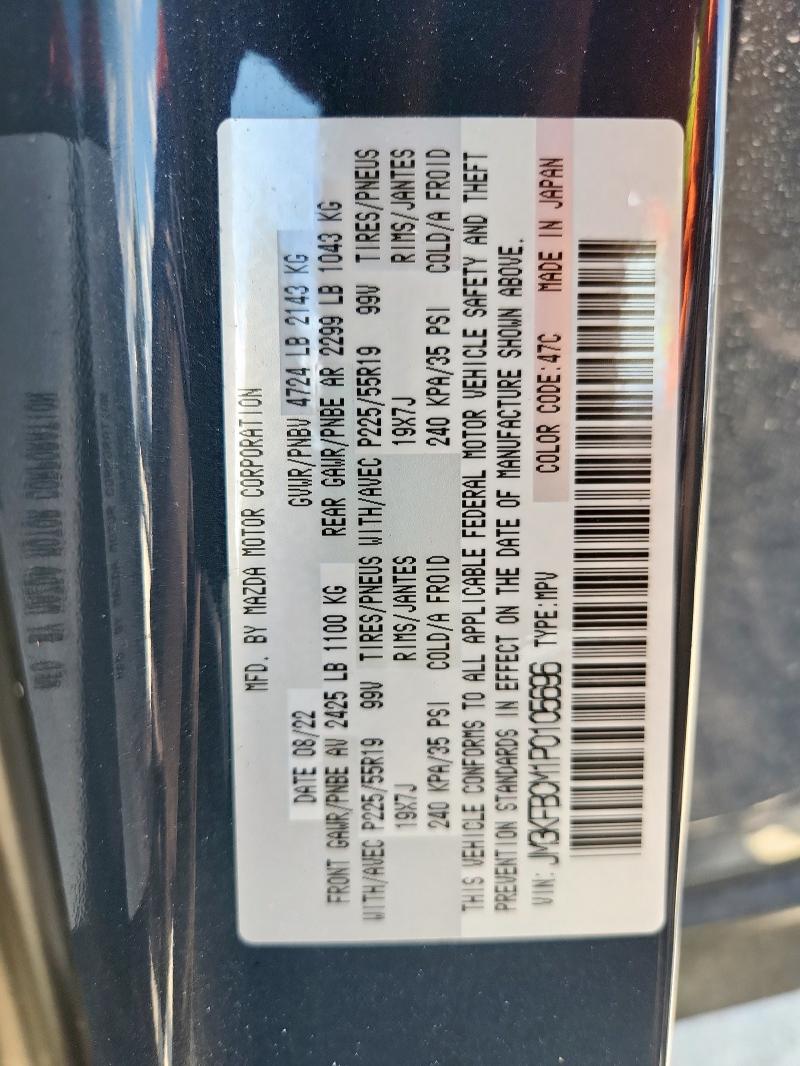 MFD. BY MAZDA MOTOR CORPORATION
DATE 08/22 GVWR/PNBV 4724 LB 2143 KG
FRONT GAWR/PNBE AV 2425 LB 1100 KG REAR GAWR/PNBE AR 2299 LB 1043 KG
WITH/AVEC P225/55R19 99V TIRES/PNEUS WITH/AVEC P225/55R19 99V TIRES/PNEUS
19X7J RIMS/JANTES 19X7J RIMS/JANTES
240 KPA/35 PSI COLD/A FROID 240 KPA/35 PSI COLD/A FROID
THIS VEHICLE CONFORMS TO ALL APPLICABLE FEDERAL MOTOR VEHICLE SAFETY AND THEFT
PREVENTION STANDARDS IN EFFECT ON THE DATE OF MANUFACTURE SHOWN ABOVE.
VIN: JM3KFBCM1P0105696 TYPE:MPV COLOR CODE:47C MADE IN JAPAN